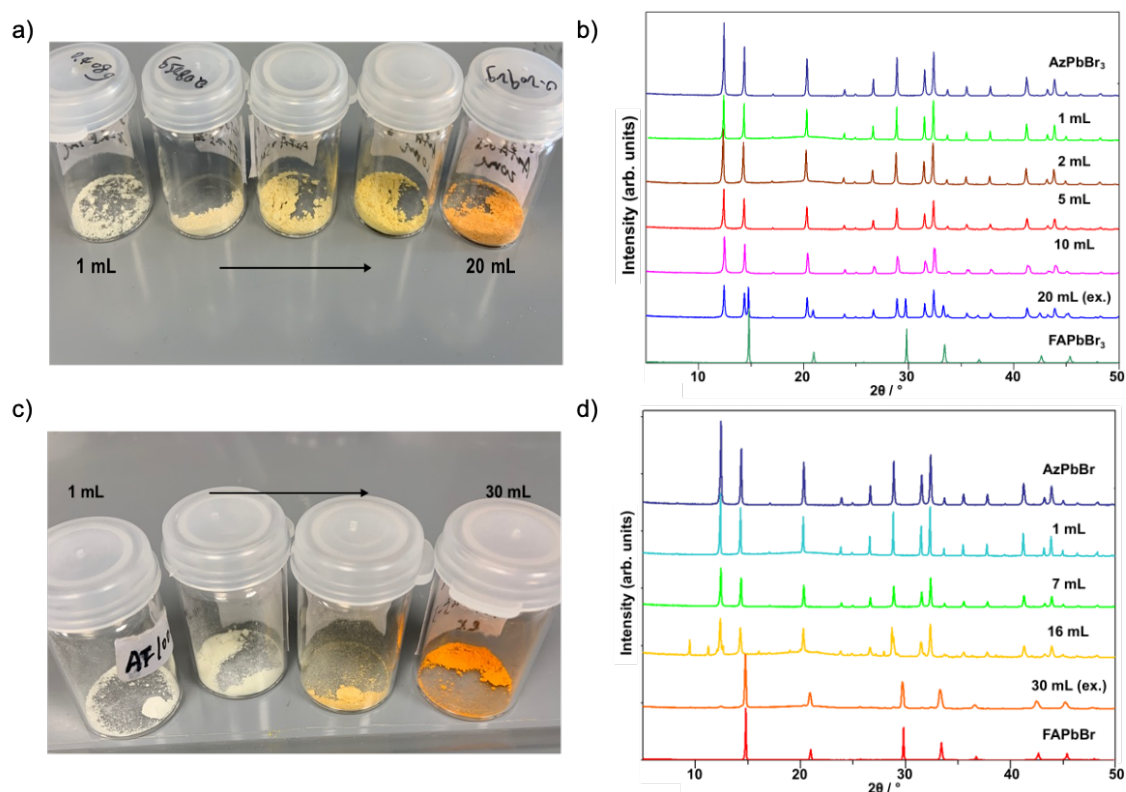 a)
1 mL
20 mL
20ml
b)
Intensity (arb. units)
AzPbBr₃
1 mL
2 mL
5 mL
10 mL
20 mL (ex.)
FAPbBr₃
10 20 30 40 50
2θ / °
c)
1 mL
30 mL
AF
d)
Intensity (arb. units)
AzPbBr
1 mL
7 mL
16 mL
30 mL (ex.)
FAPbBr
10 20 30 40 50
2θ / °